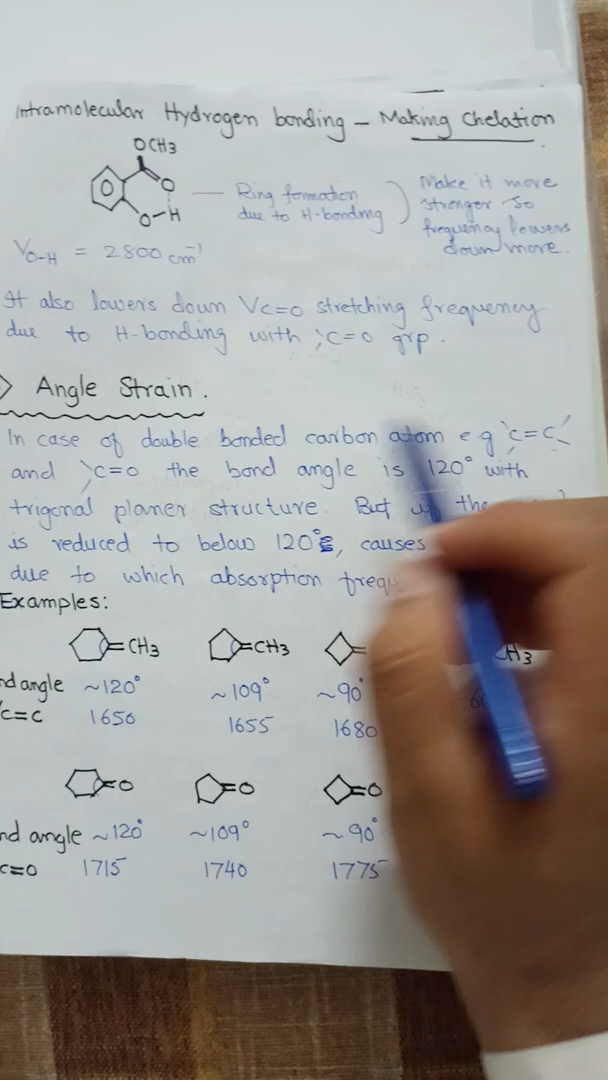 Intramolecular Hydrogen bonding – Making Chelation
OCH3
O
O-H
Ring formation due to H-bonding
Make it more stronger so frequency lowers down more.
VO-H = 2800 cm⁻¹
It also lowers down VC=O stretching frequency
due to H-bonding with >C=O grp.
Angle Strain.
In case of double bonded carbon atom e g >C=C<
and >C=O the bond angle is 120° with
trigonal planer structure. But the
is reduced to below 120°, causes
due to which absorption
Examples:
=CH3 =CH3 =
angle ~120° ~109° ~90°
C=C 1650 1655 1680
=O =O =O
angle ~120° ~109° ~90°
C=O 1715 1740 1775